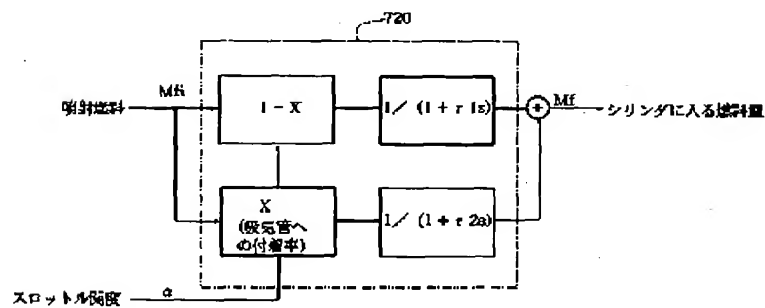 720
Mfi
噴射燃料
1-X
1/(1+τ1s)
+
Mf
シリンダに入る燃料量
X
(吸気管へ
の付着率)
1/(1+τ2s)
スロットル開度
α